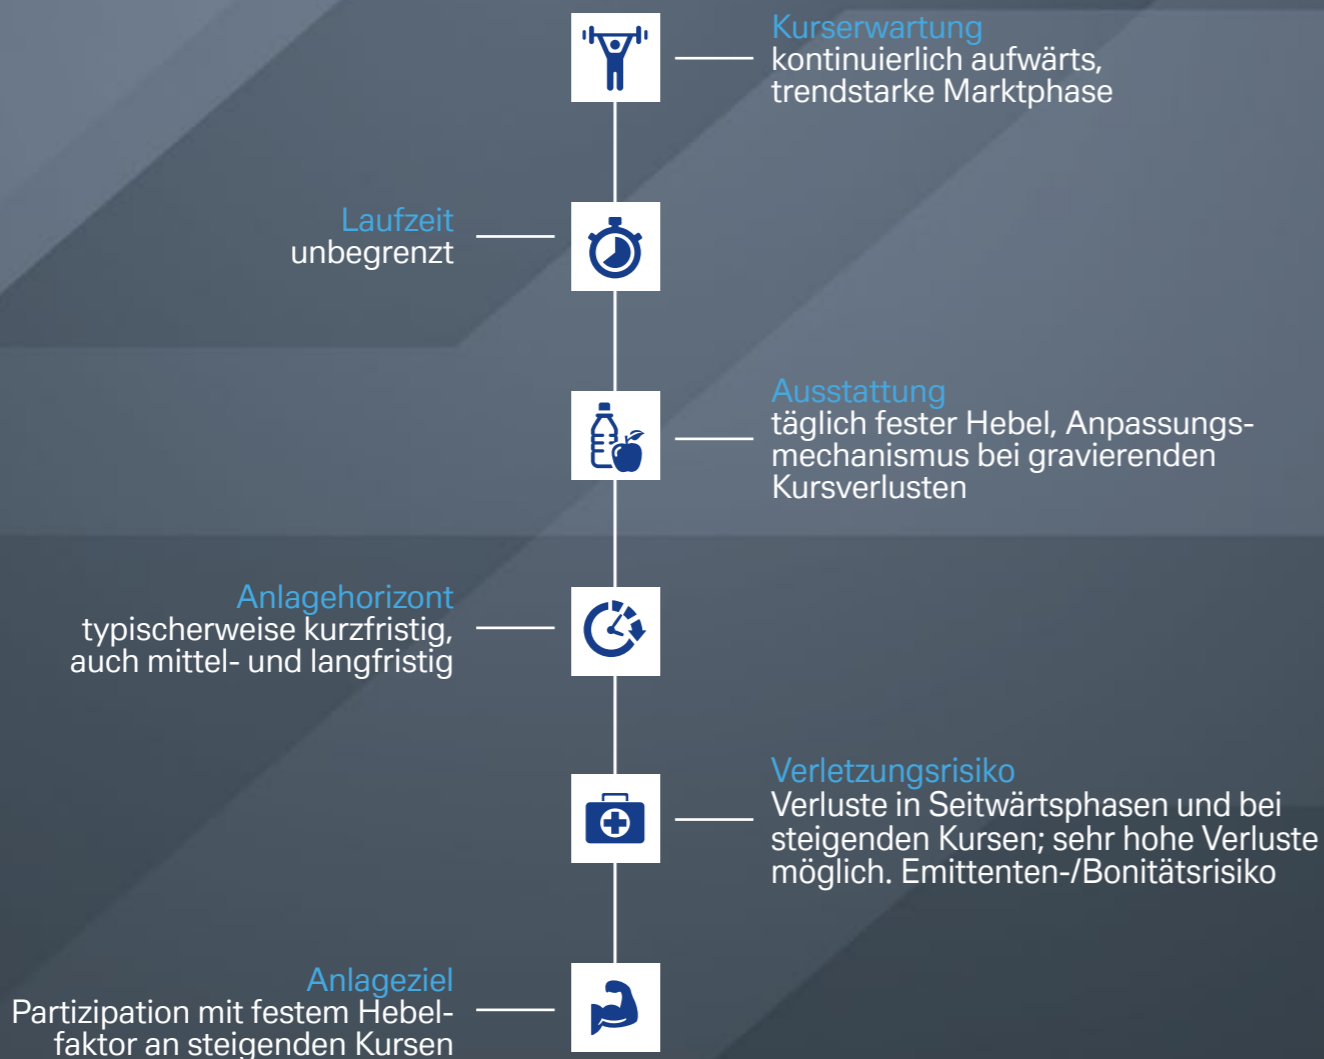 Kurserwartung
kontinuierlich aufwärts,
trendstarke Marktphase
Laufzeit
unbegrenzt
Ausstattung
täglich fester Hebel, Anpassungs-
mechanismus bei gravierenden
Kursverlusten
Anlagehorizont
typischerweise kurzfristig,
auch mittel- und langfristig
Verletzungsrisiko
Verluste in Seitwärtsphasen und bei
steigenden Kursen; sehr hohe Verluste
möglich. Emittenten-/Bonitätsrisiko
Anlageziel
Partizipation mit festem Hebel-
faktor an steigenden Kursen